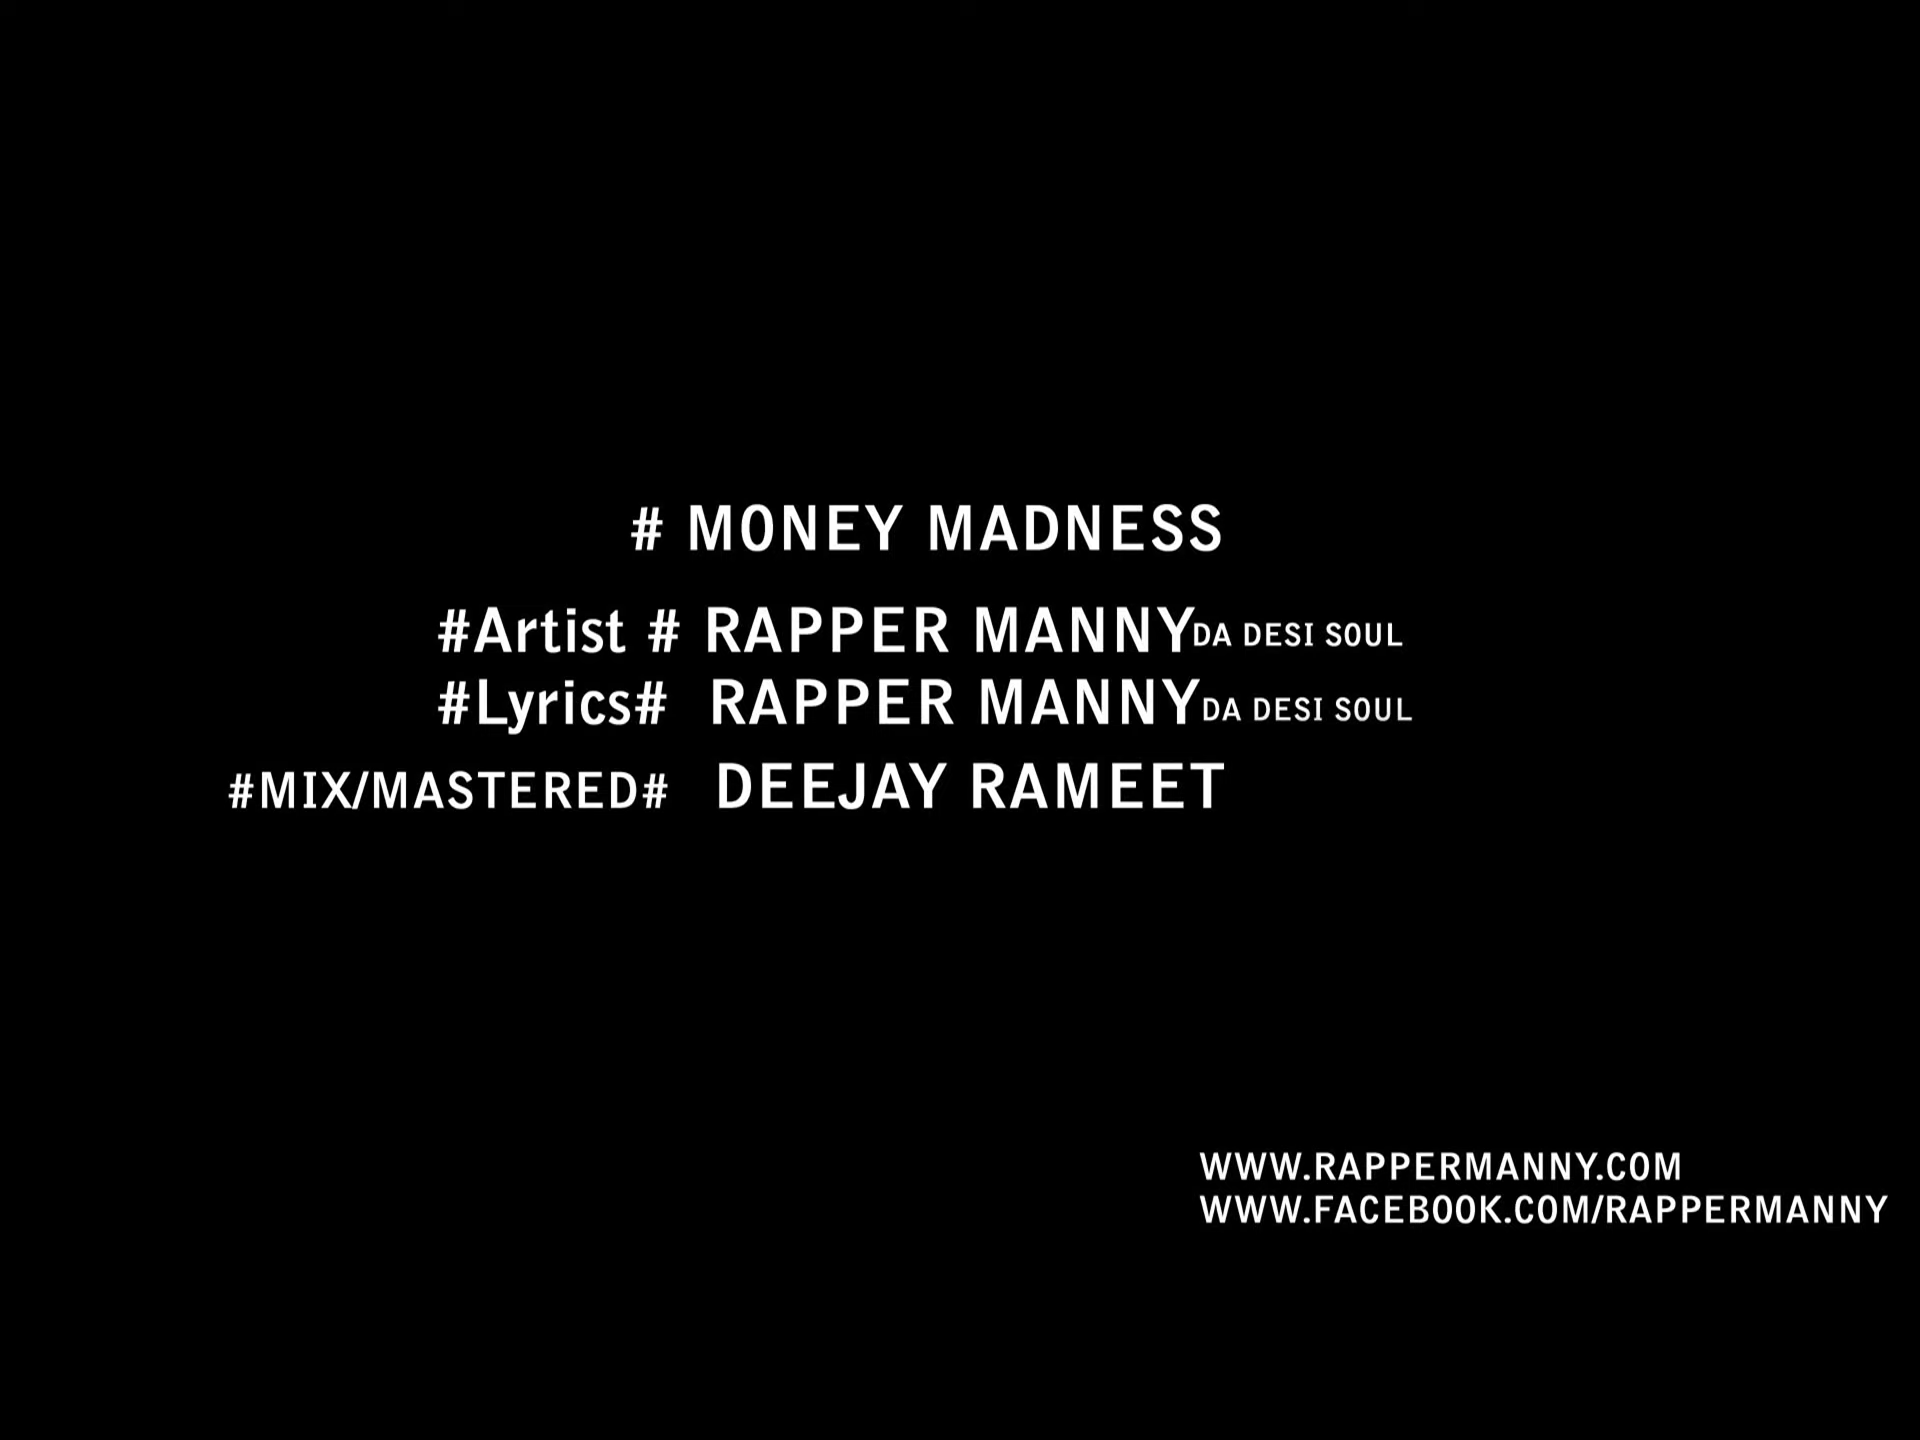 # MONEY MADNESS
#Artist # RAPPER MANNYDA DESI SOUL
#Lyrics# RAPPER MANNYDA DESI SOUL
#MIX/MASTERED# DEEJAY RAMEET
WWW.RAPPERMANNY.COM
WWW.FACEBOOK.COM/RAPPERMANNY